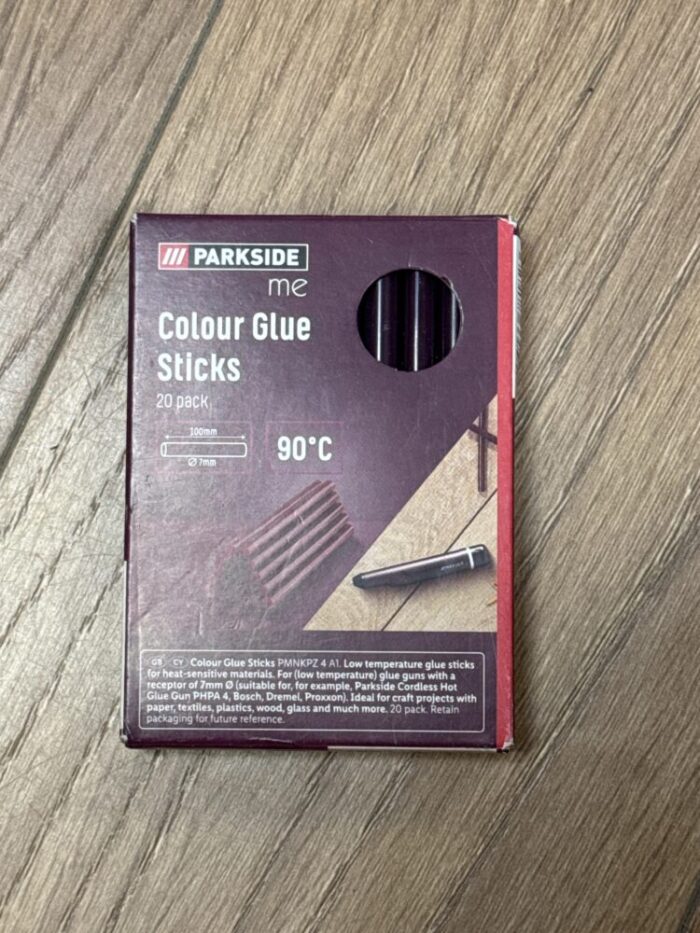 PARKSIDE
me
Colour Glue
Sticks
20 pack
100mm
Ø 7mm
90°C
GB CY Colour Glue Sticks PMNKPZ 4 A1. Low temperature glue sticks
for heat-sensitive materials. For (low temperature) glue guns with a
receptor of 7mm Ø (suitable for, for example, Parkside Cordless Hot
Glue Gun PHPA 4, Bosch, Dremel, Proxxon). Ideal for craft projects with
paper, textiles, plastics, wood, glass and much more. 20 pack. Retain
packaging for future reference.